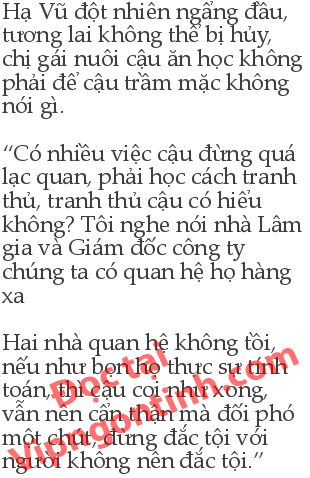 Hạ Vũ đột nhiên ngẩng đầu,
tương lai không thể bị hủy,
chị gái nuôi cậu ăn học không
phải để cậu trầm mặc không
nói gì.
“Có nhiều việc cậu đừng quá
lạc quan, phải học cách tranh
thủ, tranh thủ cậu có hiểu
không? Tôi nghe nói nhà Lâm
gia và Giám đốc công ty
chúng ta có quan hệ họ hàng
xa
Hai nhà quan hệ không tồi,
nếu như bọn họ thực sự tính
toán, thì cậu coi như xong,
vẫn nên cẩn thận mà đối phó
một chút, đừng đắc tội với
người không nên đắc tội.”
Đọc tại
Vipngontinh.com